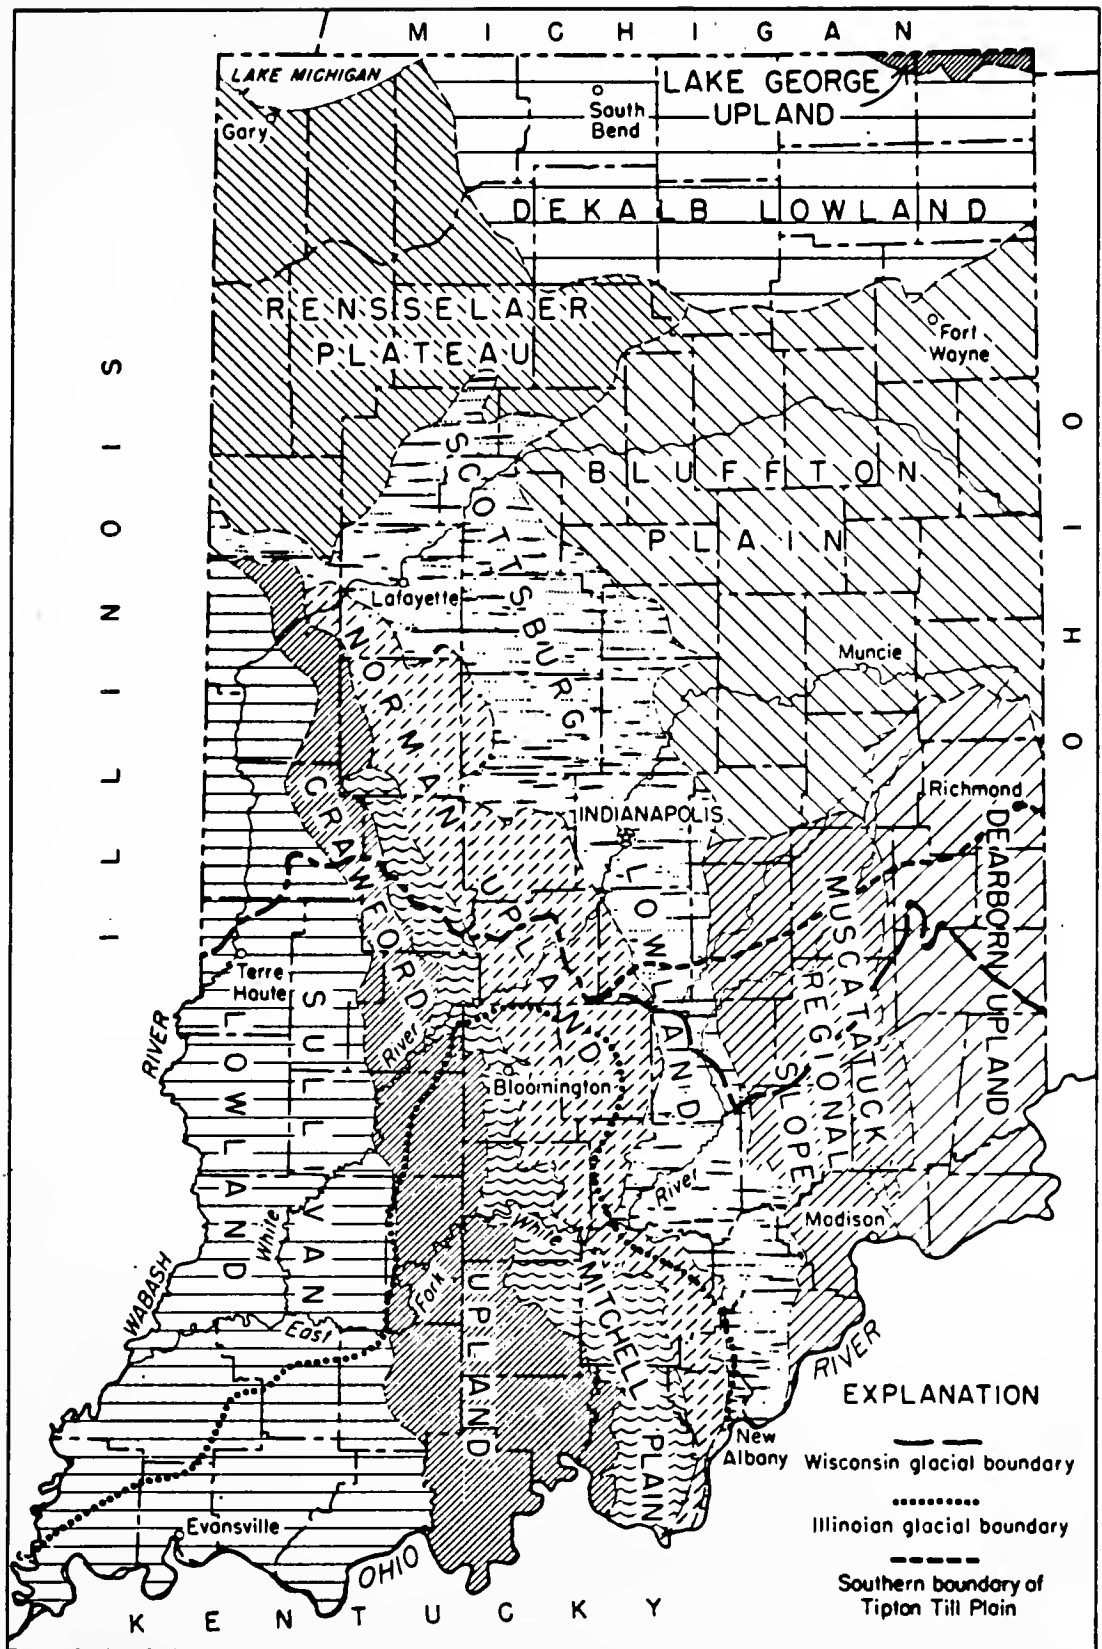 MICHIGAN
LAKE MICHIGAN
LAKE GEORGE
UPLAND
South
Bend
Gary
DEKALB LOWLAND
RENSSELAER
PLATEAU
Fort
Wayne
ILLINOIS
OHIO
BLUFFTON
PLAIN
SCOTTSBURG LOWLAND
Lafayette
NORMAN UPLAND
Muncie
Richmond
INDIANAPOLIS
CRAWFORD UPLAND
DEARBORN UPLAND
MUSCATATUCK
REGIONAL
SLOPE
Terre
Haute
SULLIVAN
LOWLAND
River
RIVER
Bloomington
River
White
White
Madison
WABASH
Fork
East
MITCHELL PLAIN
RIVER
EXPLANATION
New
Albany
Wisconsin glacial boundary
Illinoian glacial boundary
Evansville
OHIO
Southern boundary of
Tipton Till Plain
KENTUCKY